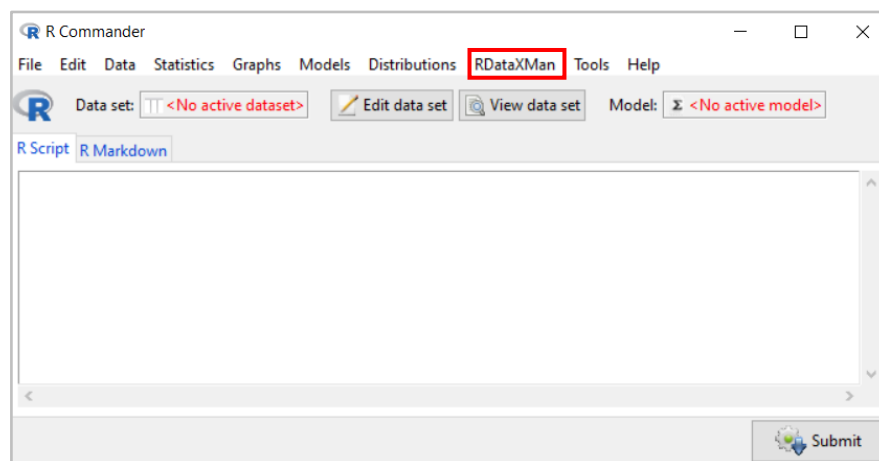 R Commander
File Edit Data Statistics Graphs Models Distributions RDataXMan Tools Help
R Data set: <No active dataset> Edit data set View data set Model: Σ <No active model>
R Script R Markdown
Submit